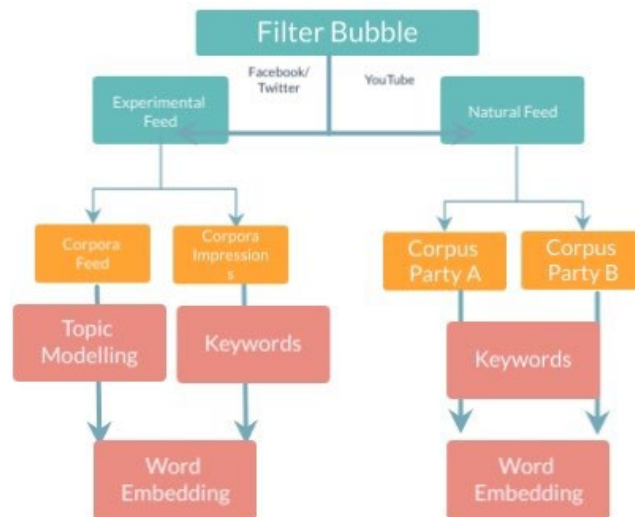 Filter Bubble
Facebook/
Twitter
YouTube
Experimental
Feed
Natural Feed
Corpora
Feed
Corpora
Impression
s
Corpus
Party A
Corpus
Party B
Topic
Modelling
Keywords
Keywords
Word
Embedding
Word
Embedding